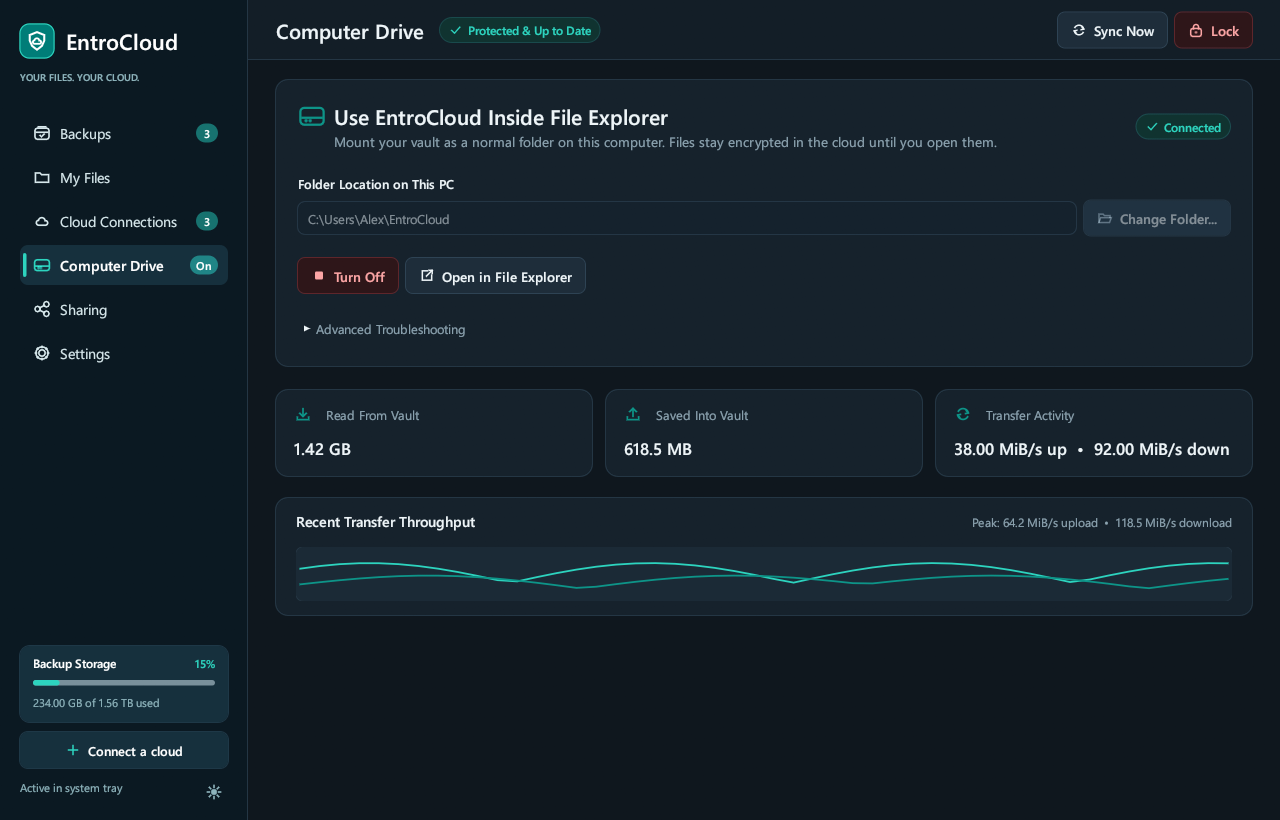 EntroCloud
YOUR FILES. YOUR CLOUD.
Backups 3
My Files
Cloud Connections 3
Computer Drive On
Sharing
Settings
Backup Storage 15%
234.00 GB of 1.56 TB used
+ Connect a cloud
Active in system tray
Computer Drive
Protected & Up to Date
Sync Now
Lock
Use EntroCloud Inside File Explorer
Mount your vault as a normal folder on this computer. Files stay encrypted in the cloud until you open them.
Connected
Folder Location on This PC
C:\Users\Alex\EntroCloud
Change Folder...
Turn Off
Open in File Explorer
Advanced Troubleshooting
Read From Vault
1.42 GB
Saved Into Vault
618.5 MB
Transfer Activity
38.00 MiB/s up • 92.00 MiB/s down
Recent Transfer Throughput
Peak: 64.2 MiB/s upload • 118.5 MiB/s download